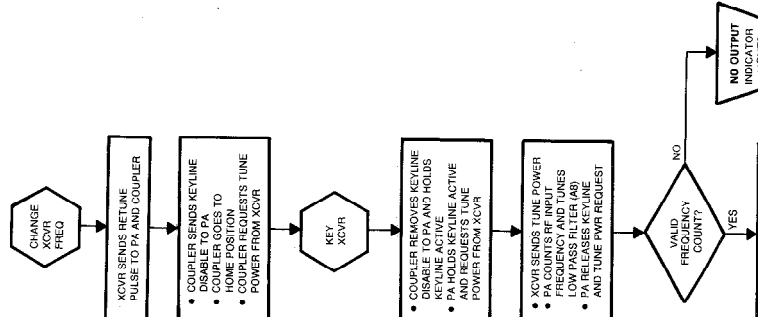 CHANGE
XCVR
FREQ
XCVR SENDS RETUNE
PULSE TO PA AND COUPLER
• COUPLER SENDS KEYLINE
DISABLE TO PA
• COUPLER GOES TO
HOME POSITION
• COUPLER REQUESTS TUNE
POWER FROM XCVR
KEY
XCVR
• COUPLER REMOVES KEYLINE
DISABLE TO PA AND HOLDS
KEYLINE ACTIVE
• PA HOLDS KEYLINE ACTIVE
AND REQUESTS TUNE
POWER FROM XCVR
• XCVR SENDS TUNE POWER
• PA COUNTS RF INPUT
FREQUENCY AND TUNES
LOW PASS FILTER (A8)
• PA RELEASES KEYLINE
AND TUNE PWR REQUEST
VALID
FREQUENCY
COUNT?
NO
YES
NO OUTPUT
INDICATOR